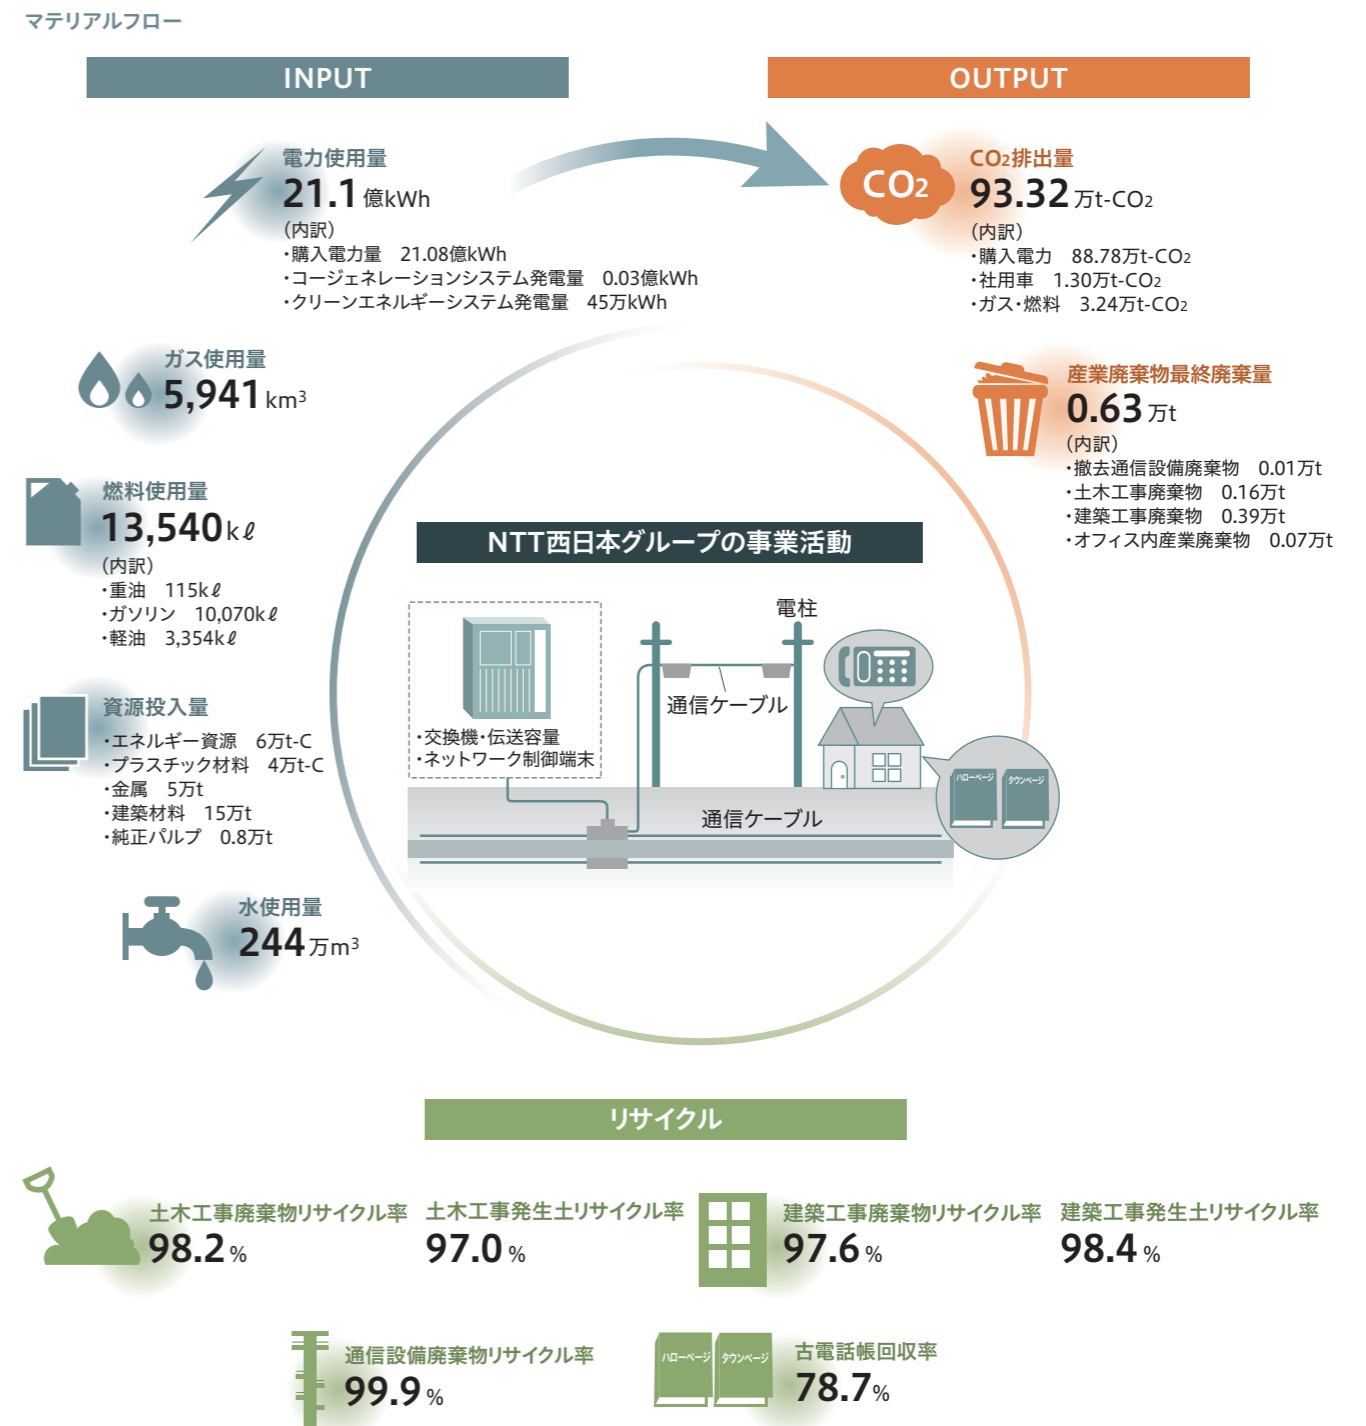 マテリアルフロー
INPUT
電力使用量
21.1億kWh
（内訳）
・購入電力量　21.08億kWh
・コージェネレーションシステム発電量　0.03億kWh
・クリーンエネルギーシステム発電量　45万kWh
ガス使用量
5,941km³
燃料使用量
13,540kℓ
（内訳）
・重油　115kℓ
・ガソリン　10,070kℓ
・軽油　3,354kℓ
資源投入量
・エネルギー資源　6万t-C
・プラスチック材料　4万t-C
・金属　5万t
・建築材料　15万t
・純正パルプ　0.8万t
水使用量
244万m³
OUTPUT
CO₂
CO₂排出量
93.32万t-CO₂
（内訳）
・購入電力　88.78万t-CO₂
・社用車　1.30万t-CO₂
・ガス・燃料　3.24万t-CO₂
産業廃棄物最終廃棄量
0.63万t
（内訳）
・撤去通信設備廃棄物　0.01万t
・土木工事廃棄物　0.16万t
・建築工事廃棄物　0.39万t
・オフィス内産業廃棄物　0.07万t
NTT西日本グループの事業活動
電柱
通信ケーブル
・交換機・伝送容量
・ネットワーク制御端末
ハローページ
タウンページ
通信ケーブル
リサイクル
土木工事廃棄物リサイクル率
98.2%
土木工事発生土リサイクル率
97.0%
建築工事廃棄物リサイクル率
97.6%
建築工事発生土リサイクル率
98.4%
通信設備廃棄物リサイクル率
99.9%
ハローページ
タウンページ
古電話帳回収率
78.7%